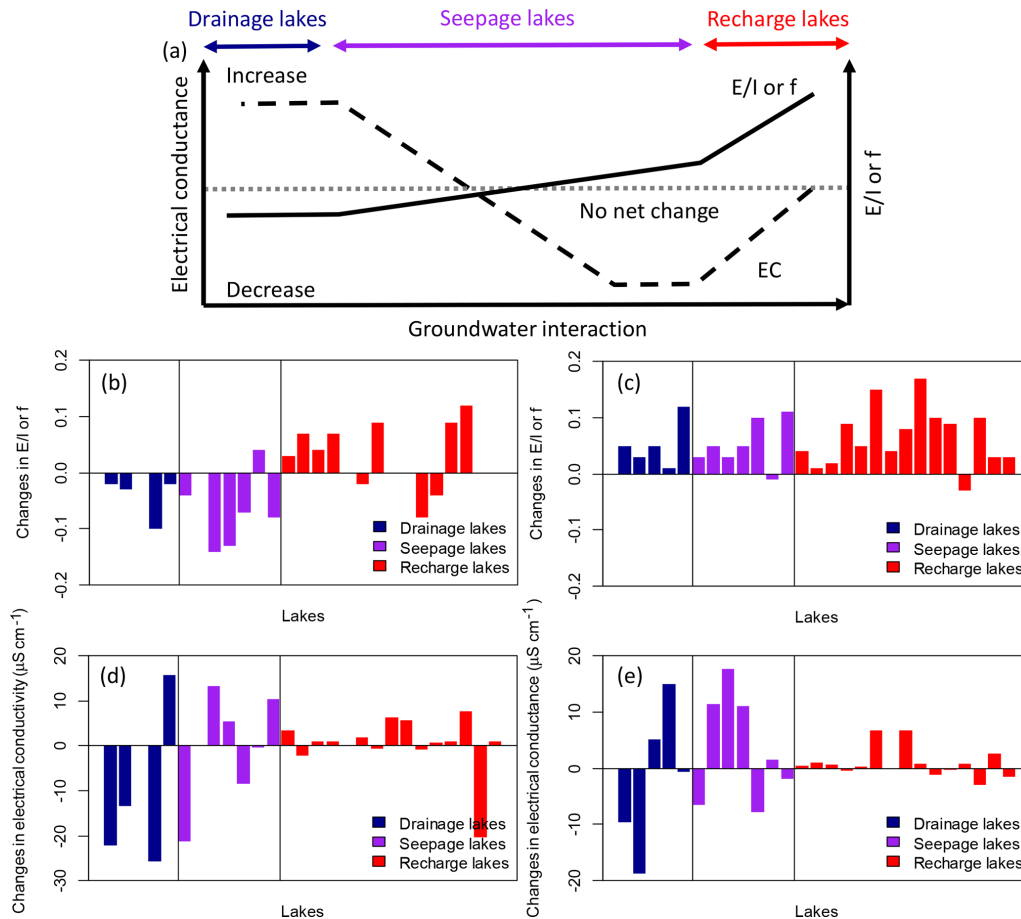 Drainage lakes
Seepage lakes
Recharge lakes
(a)
Increase
E/I or f
Electrical conductance
E/I or f
No net change
EC
Decrease
Groundwater interaction
(b)
0.2
0.1
0.0
-0.1
-0.2
Changes in E/I or f
Drainage lakes
Seepage lakes
Recharge lakes
Lakes
(c)
0.2
0.1
0.0
-0.1
-0.2
Changes in E/I or f
Drainage lakes
Seepage lakes
Recharge lakes
Lakes
(d)
20
10
0
-10
-20
-30
Changes in electrical conductivity (µS cm⁻¹)
Drainage lakes
Seepage lakes
Recharge lakes
Lakes
(e)
20
10
0
-10
-20
Changes in electrical conductance (µS cm⁻¹)
Drainage lakes
Seepage lakes
Recharge lakes
Lakes